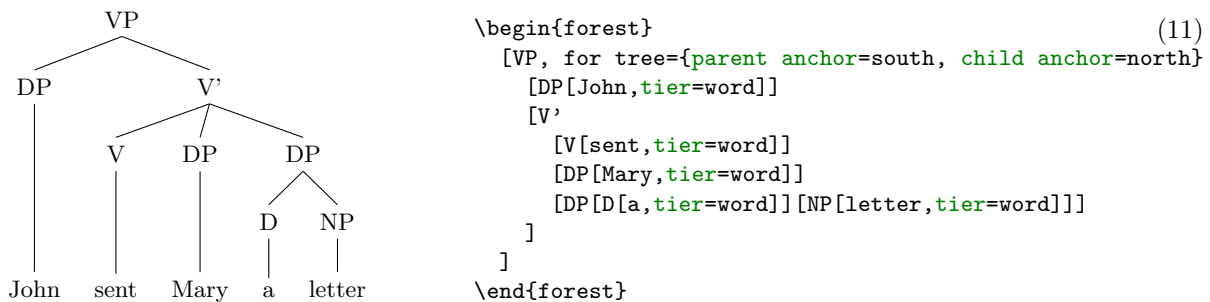 VP
DP V'
V DP DP
D NP
John sent Mary a letter
\begin{forest} (11)
[VP, for tree={parent anchor=south, child anchor=north}
[DP[John,tier=word]]
[V'
[V[sent,tier=word]]
[DP[Mary,tier=word]]
[DP[D[a,tier=word]][NP[letter,tier=word]]]
]
]
\end{forest}